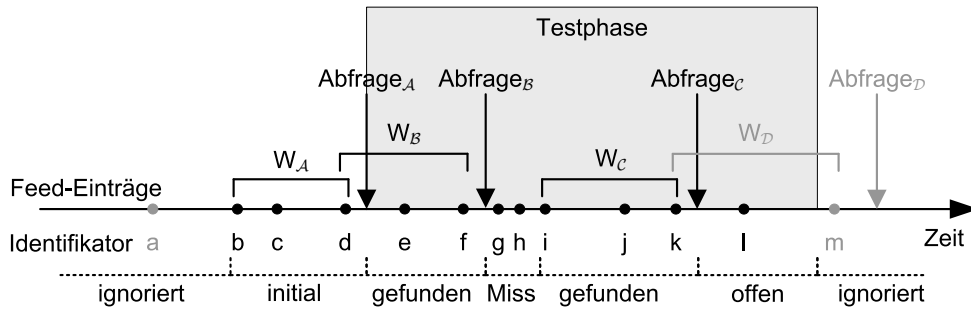 Testphase
Abfrage𝒜 Abfrageℬ Abfrage𝒞 Abfrage𝒟
W𝒜 Wℬ W𝒞 W𝒟
Feed-Einträge
Identifikator a b c d e f g h i j k l m Zeit
ignoriert initial gefunden Miss gefunden offen ignoriert